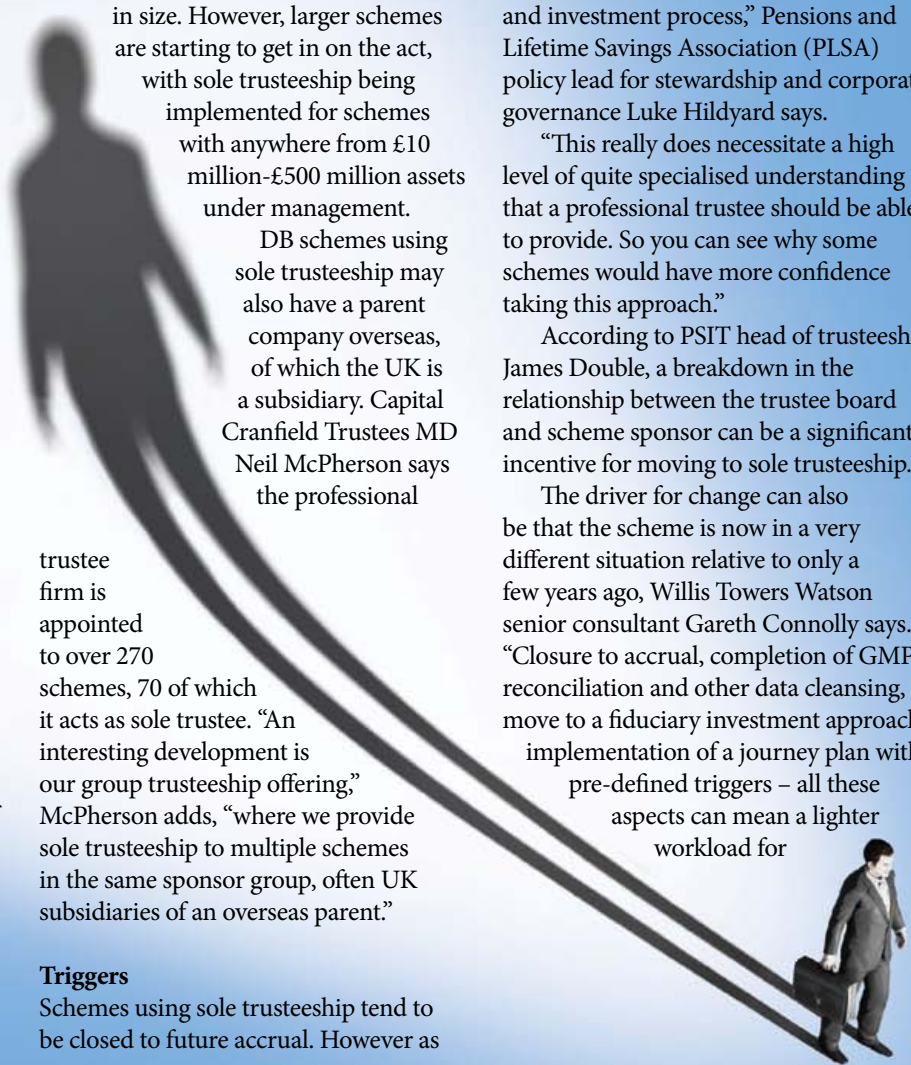 in size. However, larger schemes
are starting to get in on the act,
with sole trusteeship being
implemented for schemes
with anywhere from £10
million-£500 million assets
under management.
DB schemes using
sole trusteeship may
also have a parent
company overseas,
of which the UK is
a subsidiary. Capital
Cranfield Trustees MD
Neil McPherson says
the professional
trustee
firm is
appointed
to over 270
schemes, 70 of which
it acts as sole trustee. “An
interesting development is
our group trusteeship offering,”
McPherson adds, “where we provide
sole trusteeship to multiple schemes
in the same sponsor group, often UK
subsidiaries of an overseas parent.”
Triggers
Schemes using sole trusteeship tend to
be closed to future accrual. However as
and investment process,” Pensions and
Lifetime Savings Association (PLSA)
policy lead for stewardship and corporat
governance Luke Hildyard says.
“This really does necessitate a high
level of quite specialised understanding
that a professional trustee should be able
to provide. So you can see why some
schemes would have more confidence
taking this approach.”
According to PSIT head of trusteesh
James Double, a breakdown in the
relationship between the trustee board
and scheme sponsor can be a significant
incentive for moving to sole trusteeship.
The driver for change can also
be that the scheme is now in a very
different situation relative to only a
few years ago, Willis Towers Watson
senior consultant Gareth Connolly says.
“Closure to accrual, completion of GMP
reconciliation and other data cleansing,
move to a fiduciary investment approach
implementation of a journey plan with
pre-defined triggers – all these
aspects can mean a lighter
workload for